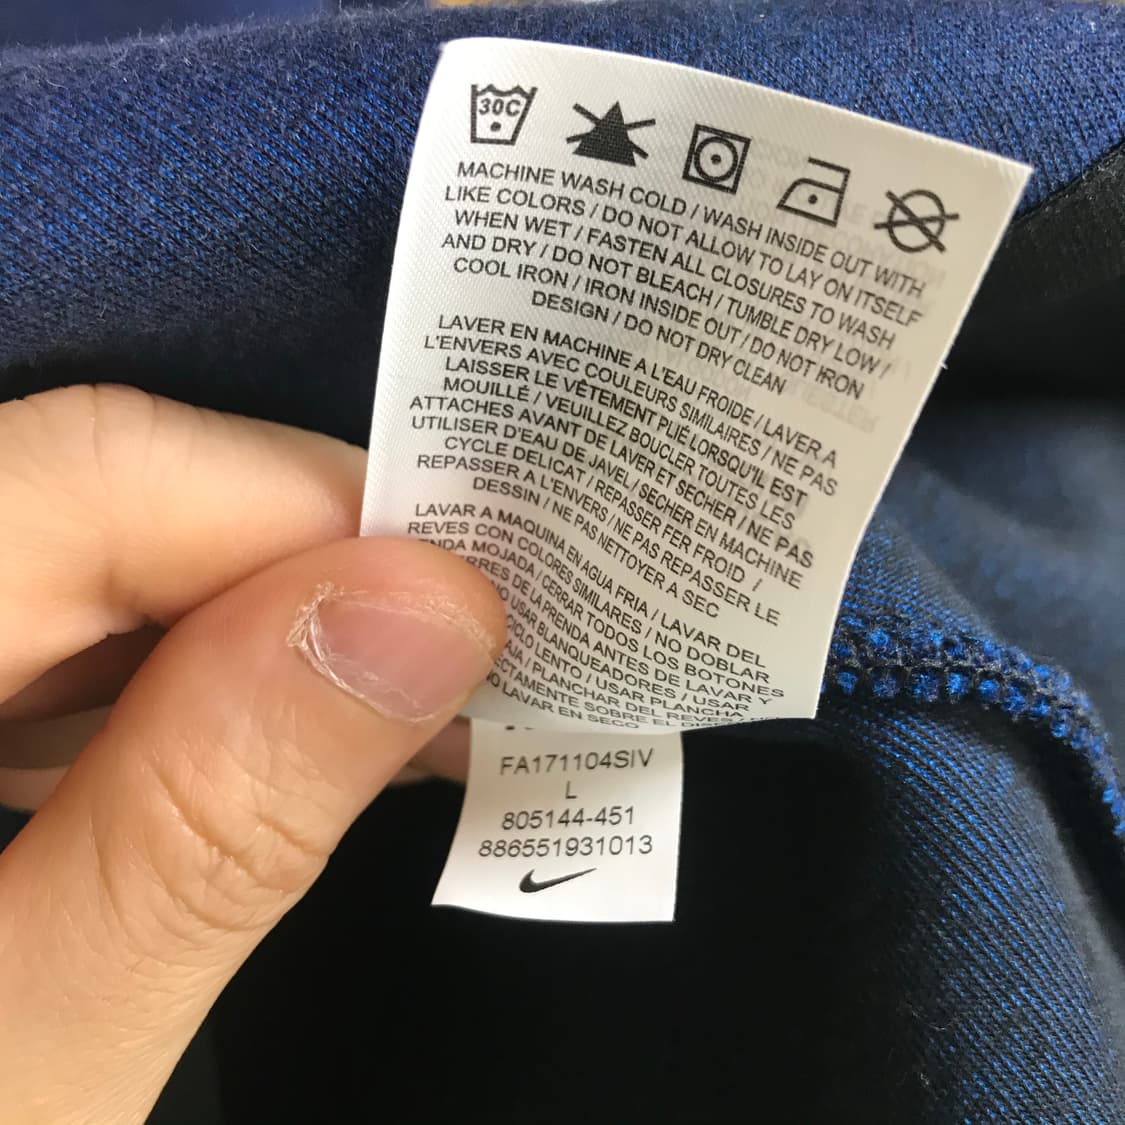 30C
MACHINE WASH COLD / WASH INSIDE OUT WITH
LIKE COLORS / DO NOT ALLOW TO LAY ON ITSELF
WHEN WET / FASTEN ALL CLOSURES TO WASH
AND DRY / DO NOT BLEACH / TUMBLE DRY LOW /
COOL IRON / IRON INSIDE OUT / DO NOT IRON
DESIGN / DO NOT DRY CLEAN
LAVER EN MACHINE A L'EAU FROIDE / LAVER A
L'ENVERS AVEC COULEURS SIMILAIRES / NE PAS
LAISSER LE VÊTEMENT PLIÉ LORSQU'IL EST
MOUILLÉ / VEUILLEZ BOUCLER TOUTES LES
ATTACHES AVANT DE LAVER ET SECHER / NE PAS
UTILISER D'EAU DE JAVEL / SECHER EN MACHINE
CYCLE DELICAT / REPASSER FER FROID /
REPASSER A L'ENVERS / NE PAS REPASSER LE
DESSIN / NE PAS NETTOYER A SEC
LAVAR A MAQUINA EN AGUA FRIA / LAVAR DEL
REVES CON COLORES SIMILARES / NO DOBLAR
MOJADA / CERRAR TODOS LOS BOTONES
DE LA PRENDA ANTES DE LAVAR Y
USAR BLANQUEADORES / USAR
CICLO LENTO / USAR PLANCHA
/ PLANCHAR DEL REVES /
SOBRE EL
LAVAR EN SECO
FA171104SIV
L
805144-451
886551931013